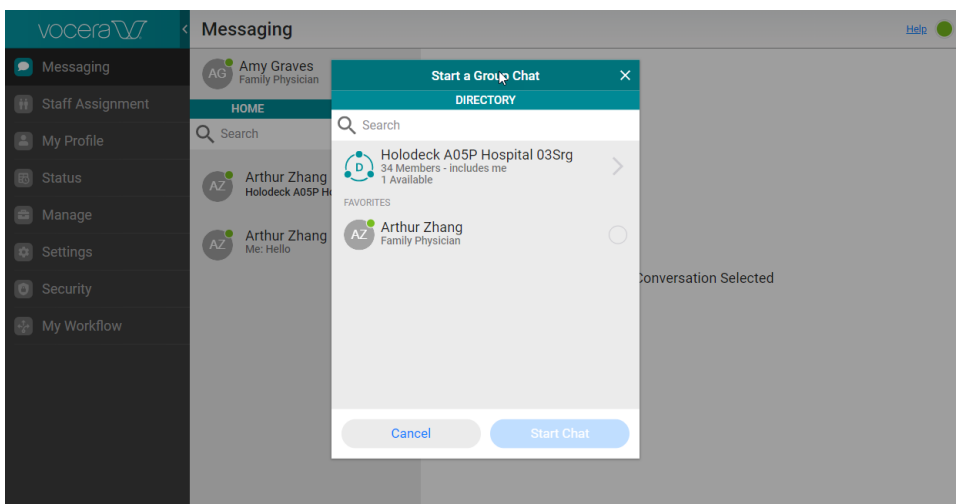 vocera
Messaging
Help
Messaging
Staff Assignment
My Profile
Status
Manage
Settings
Security
My Workflow
AG
Amy Graves
Family Physician
HOME
Search
AZ
Arthur Zhang
Holodeck A05P Ho
AZ
Arthur Zhang
Me: Hello
Start a Group Chat
DIRECTORY
Search
D
Holodeck A05P Hospital 03Srg
34 Members - includes me
1 Available
FAVORITES
AZ
Arthur Zhang
Family Physician
Cancel
Start Chat
Conversation Selected